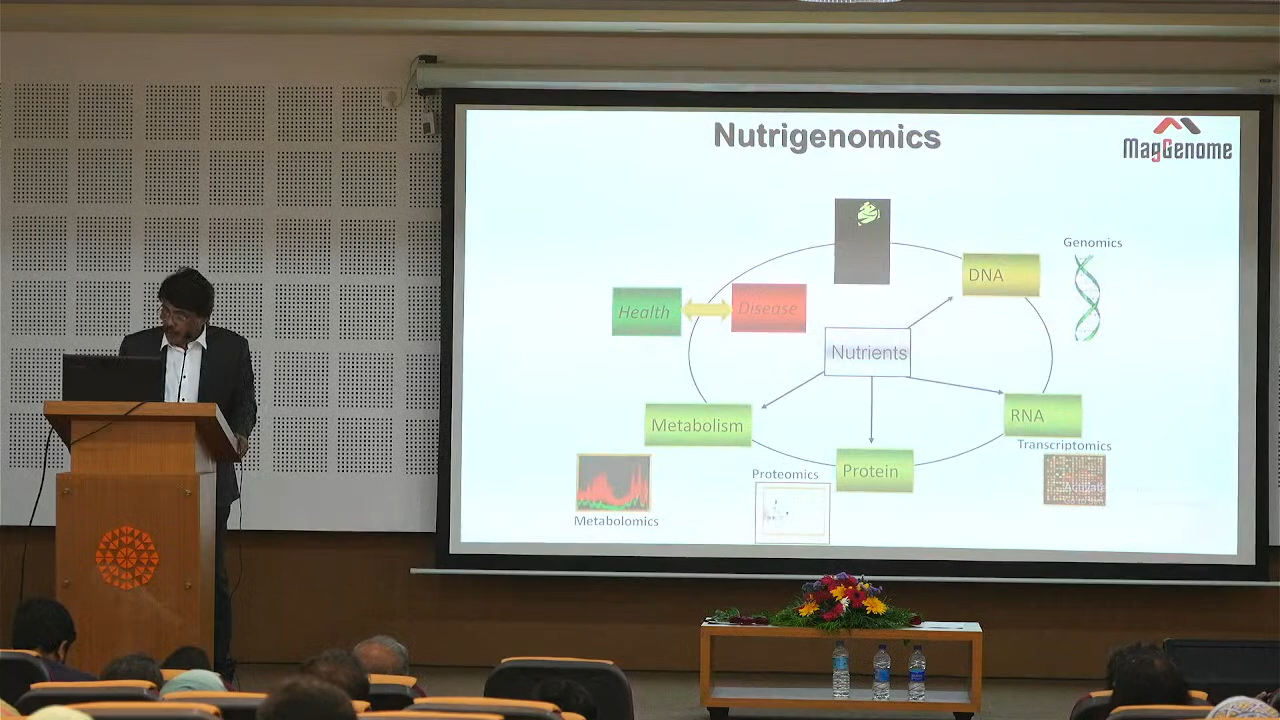 Nutrigenomics
MagGenome
Genomics
DNA
Health
Disease
Nutrients
Metabolism
RNA
Transcriptomics
Protein
Proteomics
Metabolomics